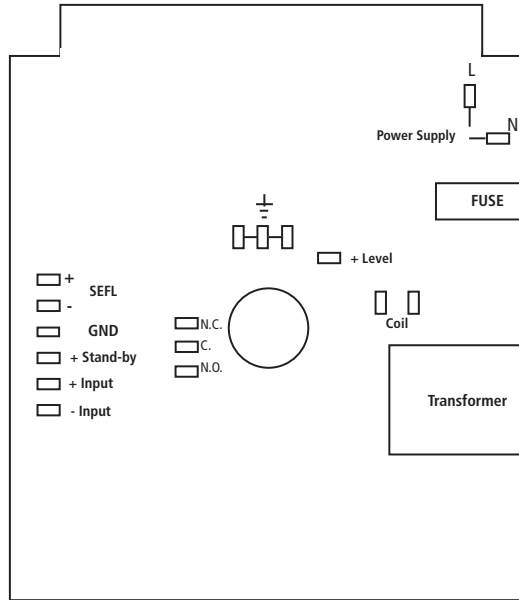 L
N
Power Supply
FUSE
+ Level
+
SEFL
-
GND
N.C.
Coil
C.
+ Stand-by
N.O.
+ Input
Transformer
- Input